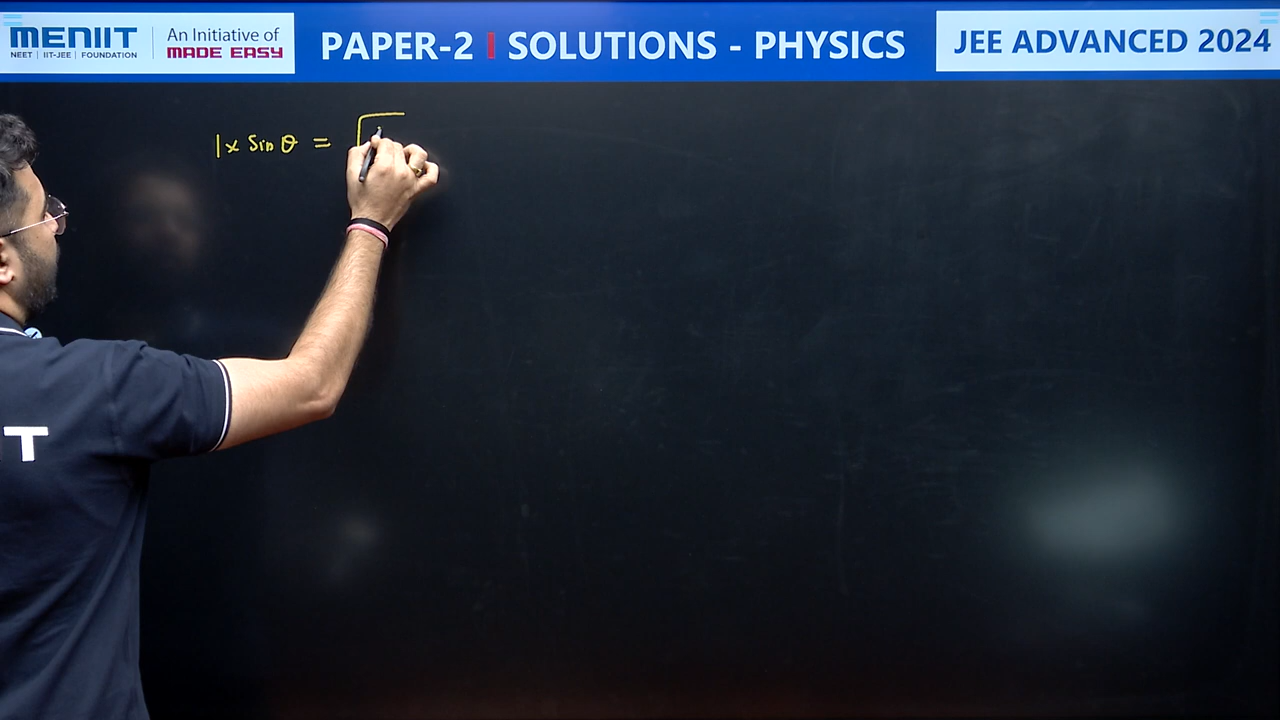 MENIIT
NEET | IIT-JEE | FOUNDATION
An Initiative of
MADE EASY
PAPER-2 | SOLUTIONS - PHYSICS
JEE ADVANCED 2024
1 x Sin θ = √
T